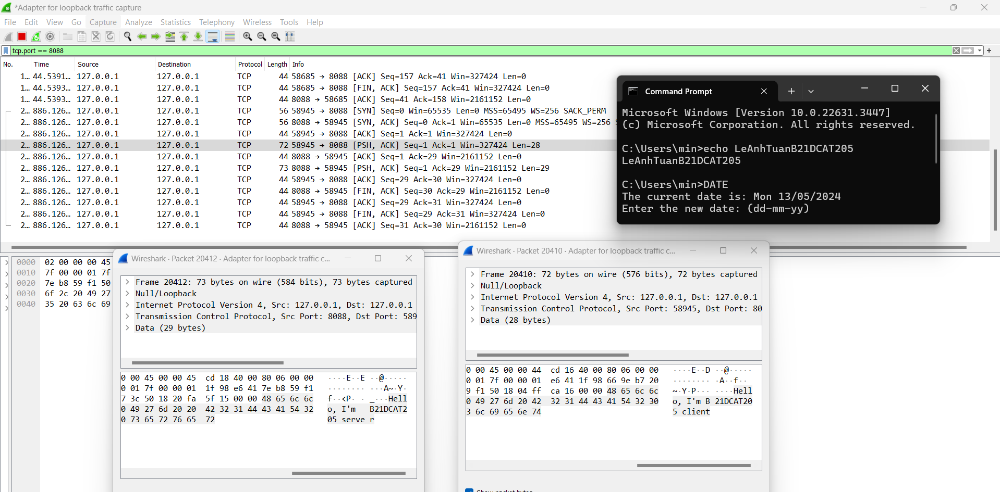 *Adapter for loopback traffic capture
File Edit View Go Capture Analyze Statistics Telephony Wireless Tools Help
tcp.port == 8088
No. Time Source Destination Protocol Length Info
1… 44.5391… 127.0.0.1 127.0.0.1 TCP 44 58685 → 8088 [ACK] Seq=157 Ack=41 Win=327424 Len=0
1… 44.5393… 127.0.0.1 127.0.0.1 TCP 44 58685 → 8088 [FIN, ACK] Seq=157 Ack=41 Win=327424 Len=0
1… 44.5393… 127.0.0.1 127.0.0.1 TCP 44 8088 → 58685 [ACK] Seq=41 Ack=158 Win=2161152 Len=0
2… 886.126… 127.0.0.1 127.0.0.1 TCP 56 58945 → 8088 [SYN] Seq=0 Win=65535 Len=0 MSS=65495 WS=256 SACK_PERM
2… 886.126… 127.0.0.1 127.0.0.1 TCP 56 8088 → 58945 [SYN, ACK] Seq=0 Ack=1 Win=65535 Len=0 MSS=65495 WS=256
2… 886.126… 127.0.0.1 127.0.0.1 TCP 44 58945 → 8088 [ACK] Seq=1 Ack=1 Win=327424 Len=0
2… 886.126… 127.0.0.1 127.0.0.1 TCP 72 58945 → 8088 [PSH, ACK] Seq=1 Ack=1 Win=327424 Len=28
2… 886.126… 127.0.0.1 127.0.0.1 TCP 44 8088 → 58945 [ACK] Seq=1 Ack=29 Win=2161152 Len=0
2… 886.126… 127.0.0.1 127.0.0.1 TCP 73 8088 → 58945 [PSH, ACK] Seq=1 Ack=29 Win=2161152 Len=29
2… 886.126… 127.0.0.1 127.0.0.1 TCP 44 58945 → 8088 [ACK] Seq=29 Ack=30 Win=327424 Len=0
2… 886.126… 127.0.0.1 127.0.0.1 TCP 44 8088 → 58945 [FIN, ACK] Seq=30 Ack=29 Win=2161152 Len=0
2… 886.126… 127.0.0.1 127.0.0.1 TCP 44 58945 → 8088 [ACK] Seq=29 Ack=31 Win=327424 Len=0
2… 886.126… 127.0.0.1 127.0.0.1 TCP 44 58945 → 8088 [FIN, ACK] Seq=29 Ack=31 Win=327424 Len=0
2… 886.126… 127.0.0.1 127.0.0.1 TCP 44 8088 → 58945 [ACK] Seq=31 Ack=30 Win=2161152 Len=0
Command Prompt
Microsoft Windows [Version 10.0.22631.3447]
(c) Microsoft Corporation. All rights reserved.
C:\Users\min>echo LeAnhTuanB21DCAT205
LeAnhTuanB21DCAT205
C:\Users\min>DATE
The current date is: Mon 13/05/2024
Enter the new date: (dd-mm-yy)
0000 02 00 00 00 45
0010 7f 00 00 01 7f
0020 7e b8 59 f1 50
0030 6f 2c 20 49 27
0040 35 20 63 6c 69
Wireshark · Packet 20412 · Adapter for loopback traffic c...
Frame 20412: 73 bytes on wire (584 bits), 73 bytes captured
Null/Loopback
Internet Protocol Version 4, Src: 127.0.0.1, Dst: 127.0.0.1
Transmission Control Protocol, Src Port: 8088, Dst Port: 589
Data (29 bytes)
0 00 45 00 00 45 cd 18 40 00 80 06 00 00 ····E··E ··@·····
0 01 7f 00 00 01 1f 98 e6 41 7e b8 59 f1 ········ ···A~·Y·
7 3c 50 18 20 fa 5f 15 00 00 48 65 6c 6c f··<P· · _···Hell
0 49 27 6d 20 20 42 32 31 44 43 41 54 32 o, I'm  B21DCAT2
0 73 65 72 76 65 72 05 serve r
Wireshark · Packet 20410 · Adapter for loopback traffic c...
Frame 20410: 72 bytes on wire (576 bits), 72 bytes captured
Null/Loopback
Internet Protocol Version 4, Src: 127.0.0.1, Dst: 127.0.0.1
Transmission Control Protocol, Src Port: 58945, Dst Port: 80
Data (28 bytes)
0 00 45 00 00 44 cd 16 40 00 80 06 00 00 ····E··D ··@·····
0 01 7f 00 00 01 e6 41 1f 98 66 9e b7 20 ········ ·A··f··
9 f1 50 18 04 ff ca 16 00 00 48 65 6c 6c ~·Y·P··· ····Hell
0 49 27 6d 20 42 32 31 44 43 41 54 32 30 o, I'm B 21DCAT20
3 6c 69 65 6e 74 5 client